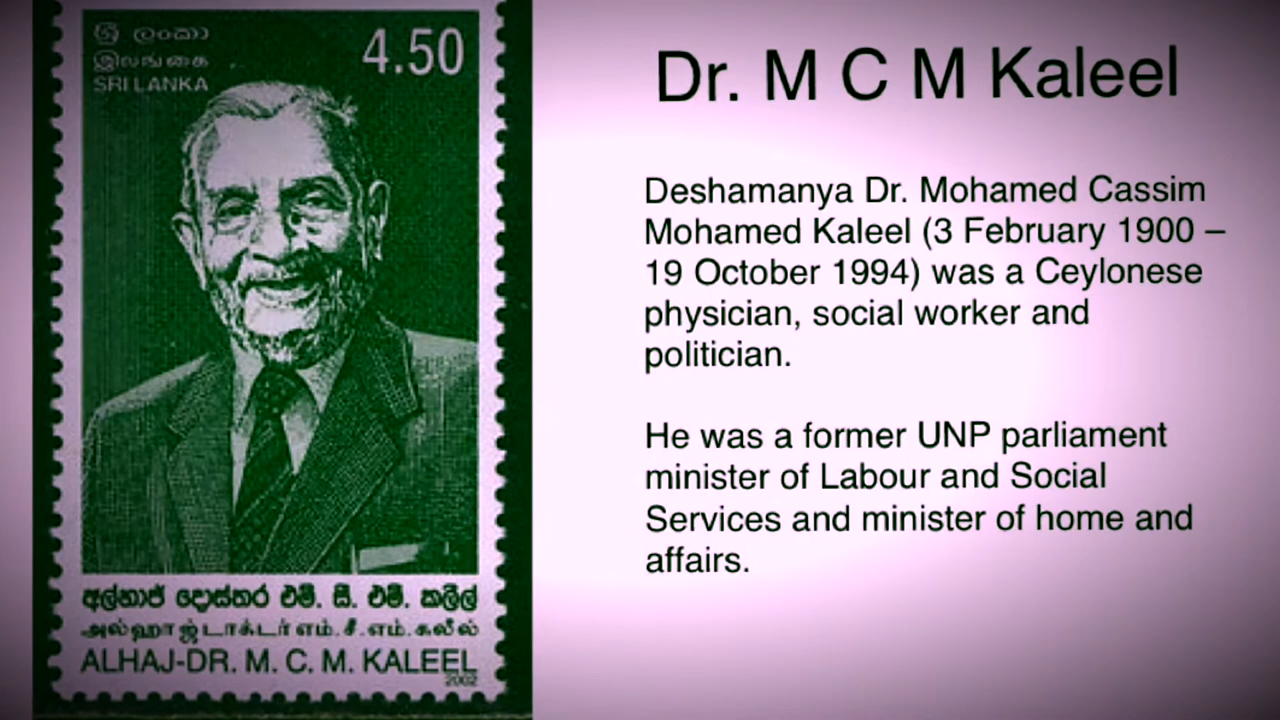 ශ්‍රී ලංකා
இலங்கை
SRI LANKA
4.50
අල්හාජ් දොස්තර එම්. සී. එම්. කලීල්
அல்ஹாஜ் டாக்டர் எம். சீ. எம். கலீல்
ALHAJ-DR. M. C. M. KALEEL
2002
Dr. M C M Kaleel
Deshamanya Dr. Mohamed Cassim
Mohamed Kaleel (3 February 1900 –
19 October 1994) was a Ceylonese
physician, social worker and
politician.
He was a former UNP parliament
minister of Labour and Social
Services and minister of home and
affairs.